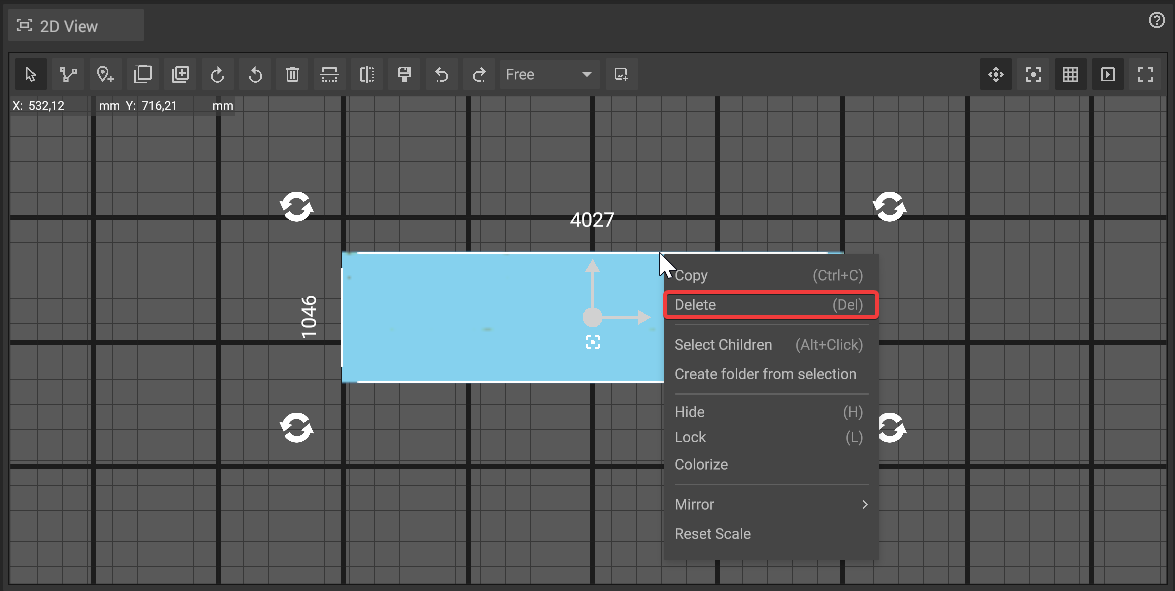 2D View
Free
X: 532,12 mm Y: 716,21 mm
4027
1046
Copy (Ctrl+C)
Delete (Del)
Select Children (Alt+Click)
Create folder from selection
Hide (H)
Lock (L)
Colorize
Mirror
Reset Scale